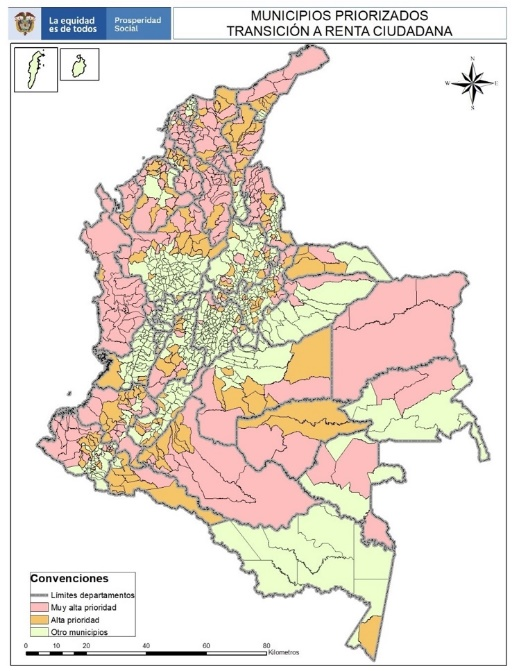 La equidad
es de todos
Prosperidad
Social
MUNICIPIOS PRIORIZADOS
TRANSICIÓN A RENTA CIUDADANA
N
W
E
S
Convenciones
Límites departamentos
Muy alta prioridad
Alta prioridad
Otro municipios
0 20 40 60 80
Kilometros